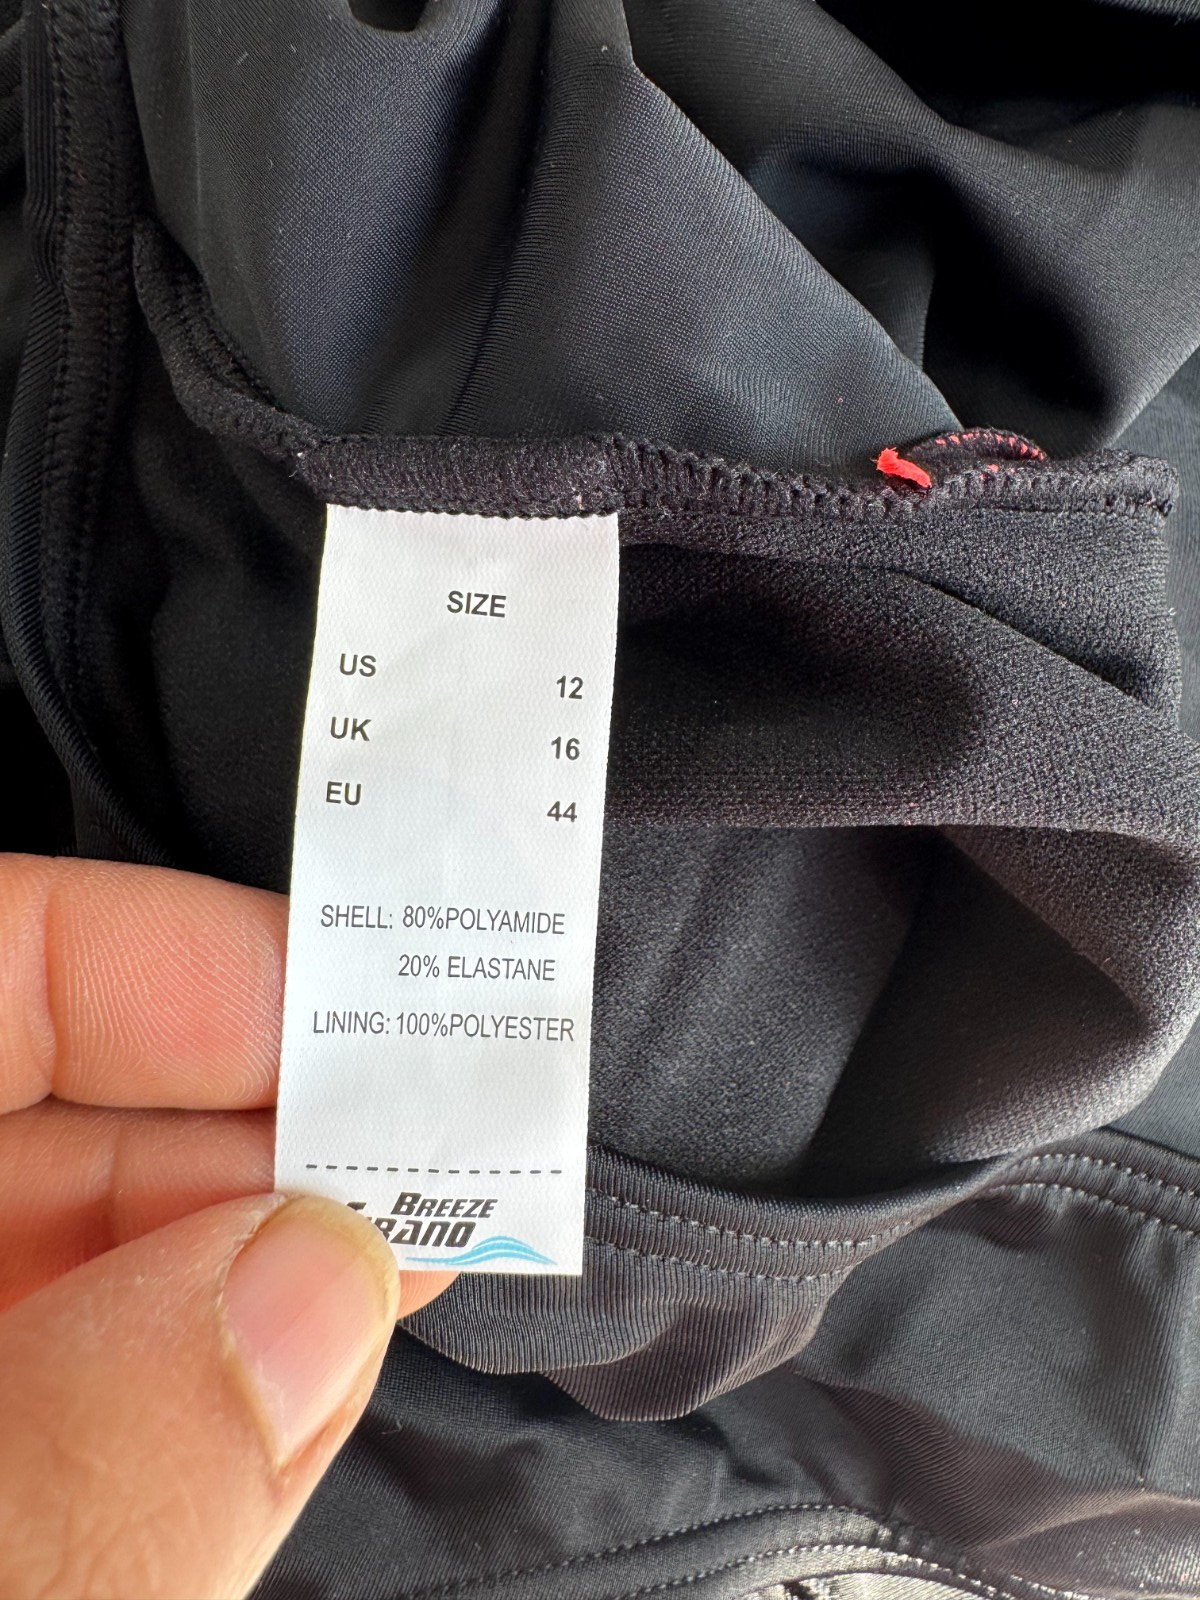 SIZE
US 12
UK 16
EU 44
SHELL: 80%POLYAMIDE
20% ELASTANE
LINING:100%POLYESTER
BREEZE